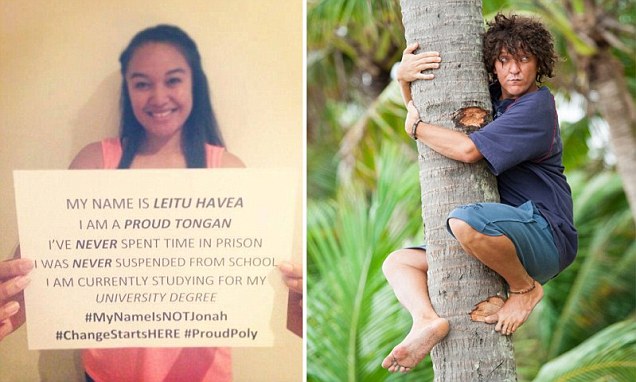 MY NAME IS LEITU HAVEA
I AM A PROUD TONGAN
I'VE NEVER SPENT TIME IN PRISON
I WAS NEVER SUSPENDED FROM SCHOOL
I AM CURRENTLY STUDYING FOR MY
UNIVERSITY DEGREE
#MyNameIsNOTJonah
#ChangeStartsHERE #ProudPoly